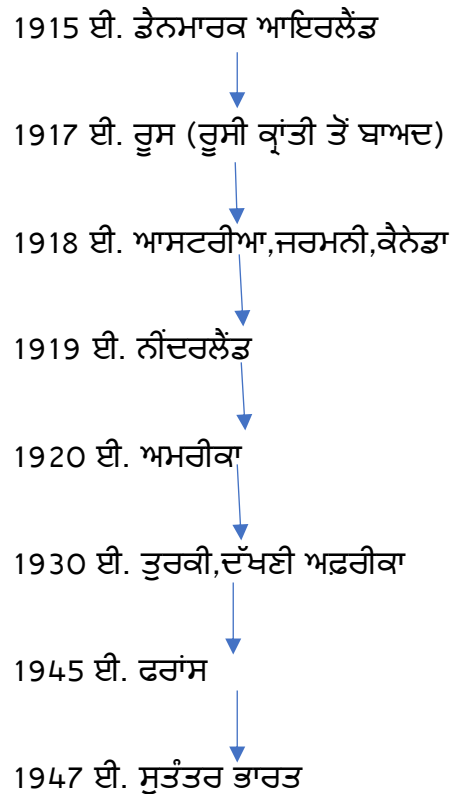 1915 ਈ. ਡੈਨਮਾਰਕ ਆਇਰਲੈਂਡ
1917 ਈ. ਰੂਸ (ਰੂਸੀ ਕ੍ਰਾਂਤੀ ਤੋਂ ਬਾਅਦ)
1918 ਈ. ਆਸਟਰੀਆ,ਜਰਮਨੀ,ਕੈਨੇਡਾ
1919 ਈ. ਨੀਂਦਰਲੈਂਡ
1920 ਈ. ਅਮਰੀਕਾ
1930 ਈ. ਤੁਰਕੀ,ਦੱਖਣੀ ਅਫ਼ਰੀਕਾ
1945 ਈ. ਫਰਾਂਸ
1947 ਈ. ਸੁਤੰਤਰ ਭਾਰਤ